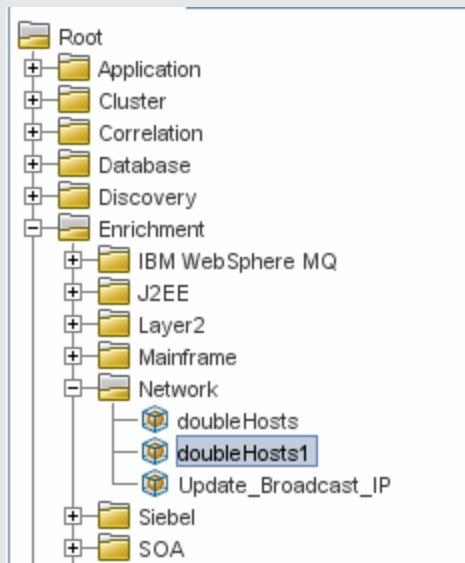 Root
Application
Cluster
Correlation
Database
Discovery
Enrichment
IBM WebSphere MQ
J2EE
Layer2
Mainframe
Network
doubleHosts
doubleHosts1
Update_Broadcast_IP
Siebel
SOA